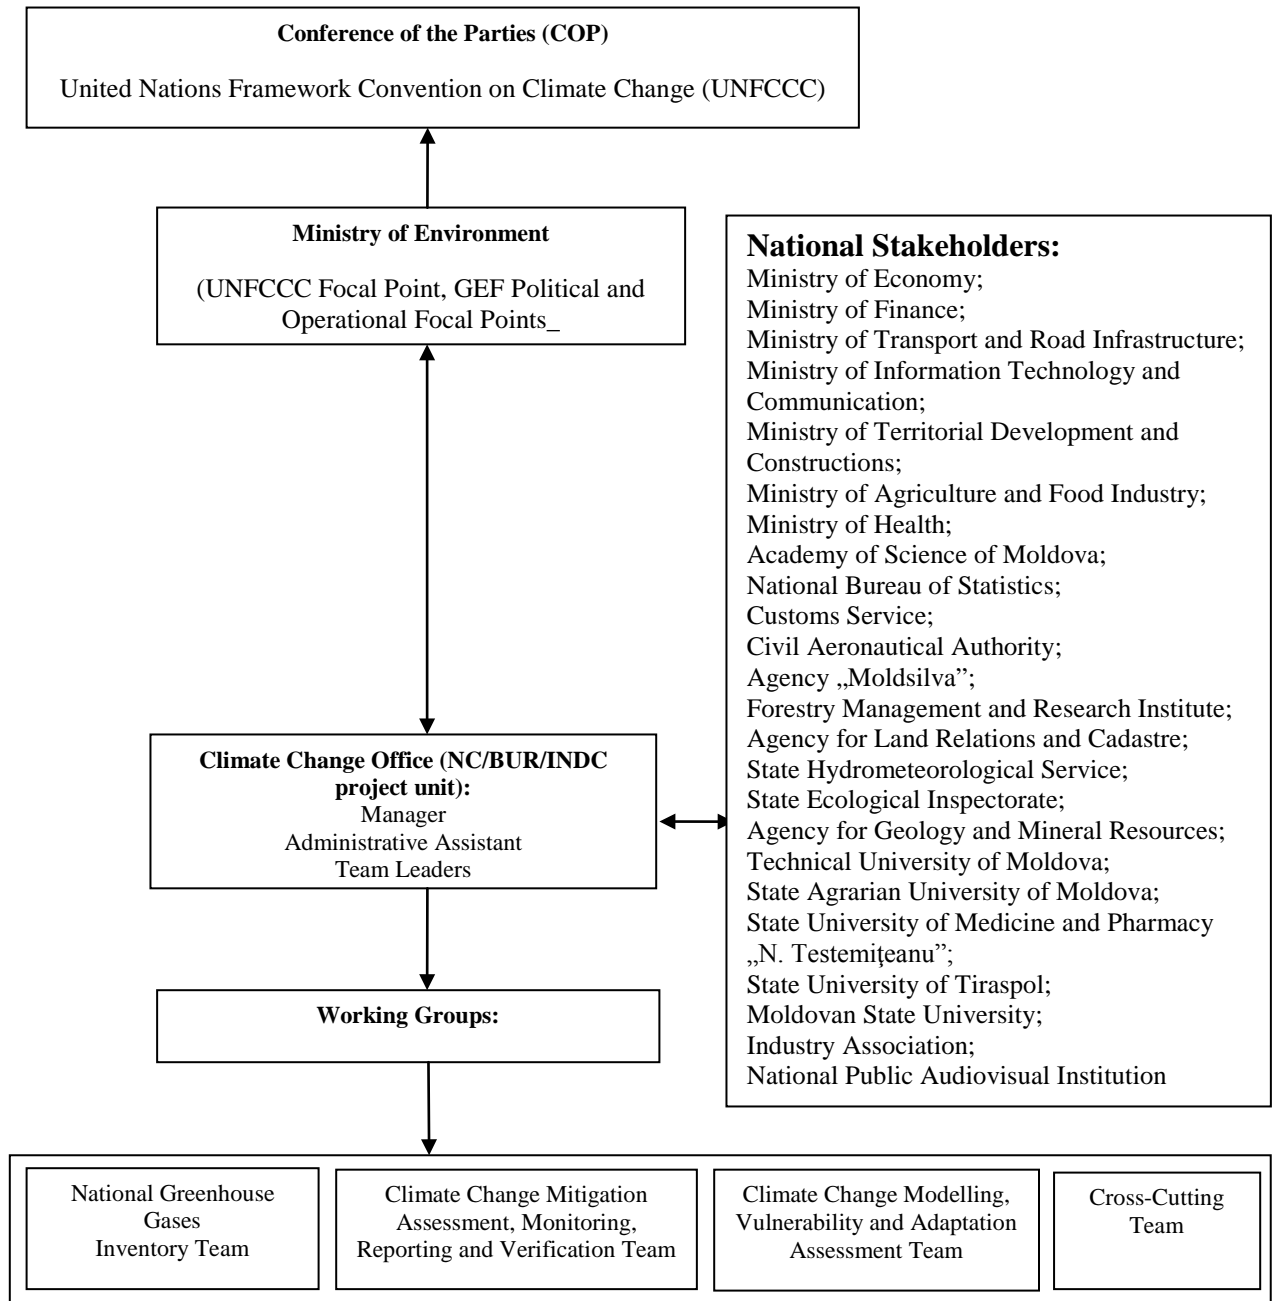 Conference of the Parties (COP)
United Nations Framework Convention on Climate Change (UNFCCC)
Ministry of Environment
(UNFCCC Focal Point, GEF Political and
Operational Focal Points_
National Stakeholders:
Ministry of Economy;
Ministry of Finance;
Ministry of Transport and Road Infrastructure;
Ministry of Information Technology and
Communication;
Ministry of Territorial Development and
Constructions;
Ministry of Agriculture and Food Industry;
Ministry of Health;
Academy of Science of Moldova;
National Bureau of Statistics;
Customs Service;
Civil Aeronautical Authority;
Agency „Moldsilva”;
Forestry Management and Research Institute;
Agency for Land Relations and Cadastre;
State Hydrometeorological Service;
State Ecological Inspectorate;
Agency for Geology and Mineral Resources;
Technical University of Moldova;
State Agrarian University of Moldova;
State University of Medicine and Pharmacy
„N. Testemiţeanu”;
State University of Tiraspol;
Moldovan State University;
Industry Association;
National Public Audiovisual Institution
Climate Change Office (NC/BUR/INDC
project unit):
Manager
Administrative Assistant
Team Leaders
Working Groups:
National Greenhouse
Gases
Inventory Team
Climate Change Mitigation
Assessment, Monitoring,
Reporting and Verification Team
Climate Change Modelling,
Vulnerability and Adaptation
Assessment Team
Cross-Cutting
Team